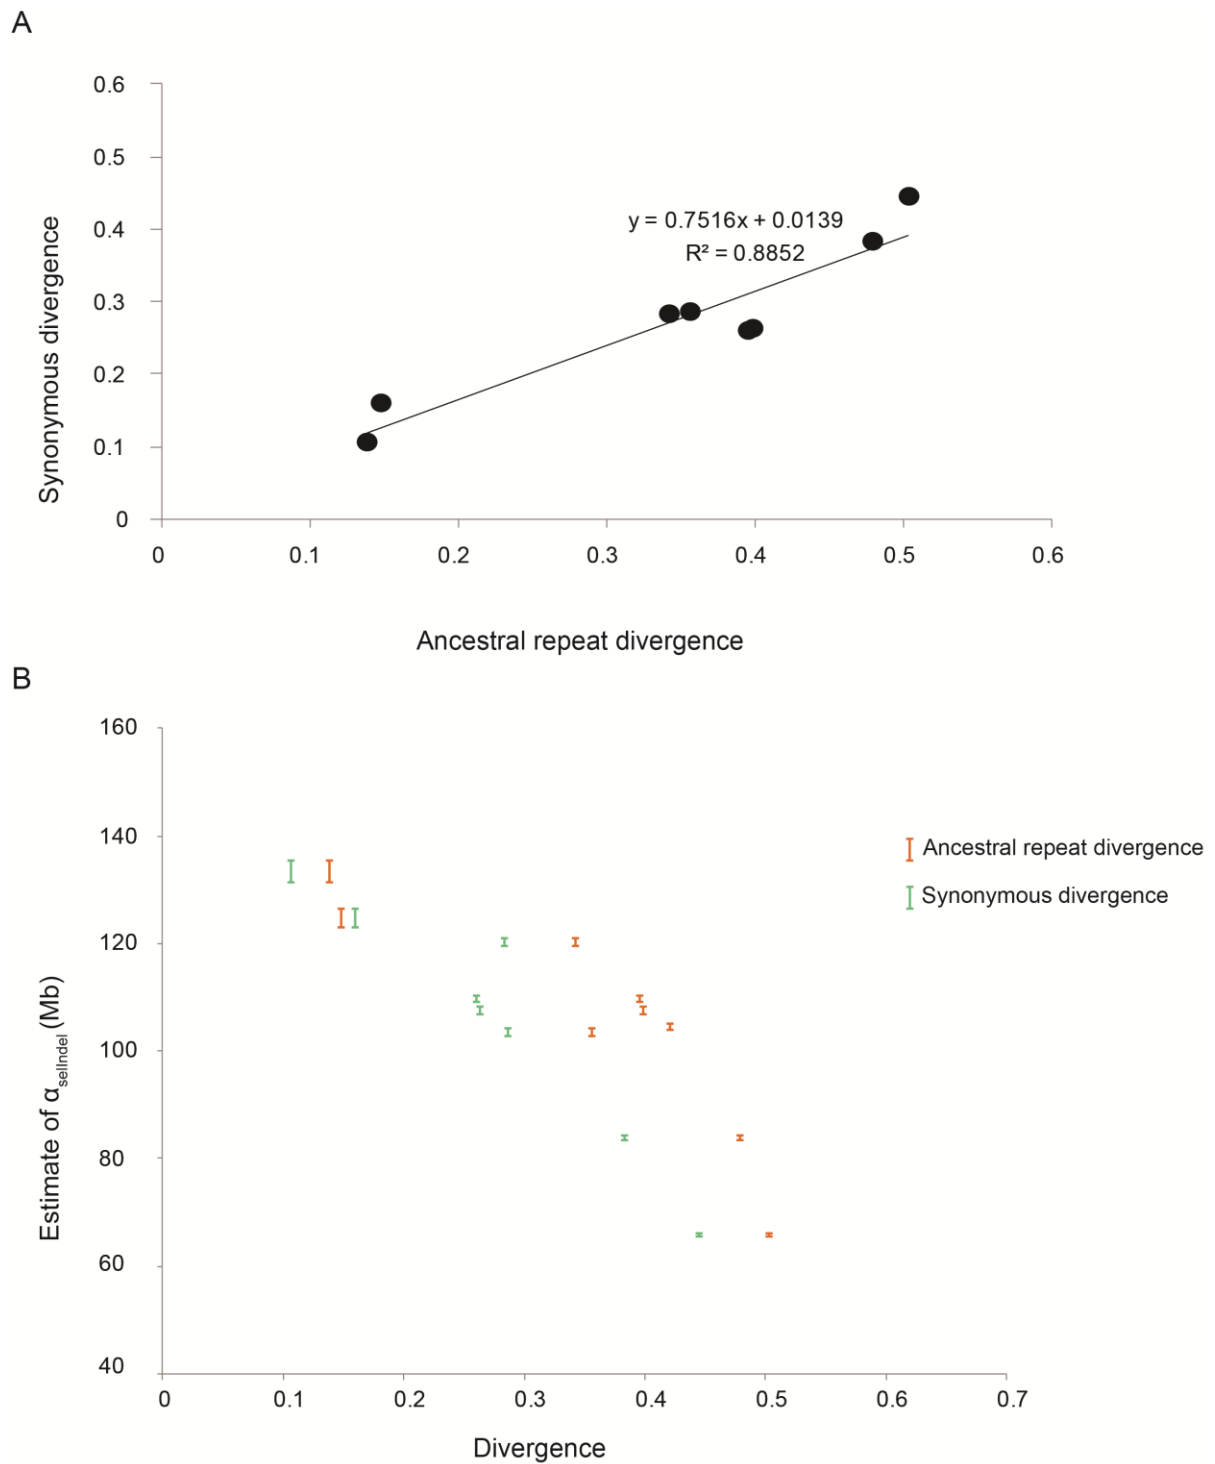 A
0.6
0.5
0.4
0.3
0.2
0.1
0
Synonymous divergence
y = 0.7516x + 0.0139
R² = 0.8852
0 0.1 0.2 0.3 0.4 0.5 0.6
Ancestral repeat divergence
B
160
140
120
100
80
60
40
Estimate of αselIndel (Mb)
Ancestral repeat divergence
Synonymous divergence
0 0.1 0.2 0.3 0.4 0.5 0.6 0.7
Divergence